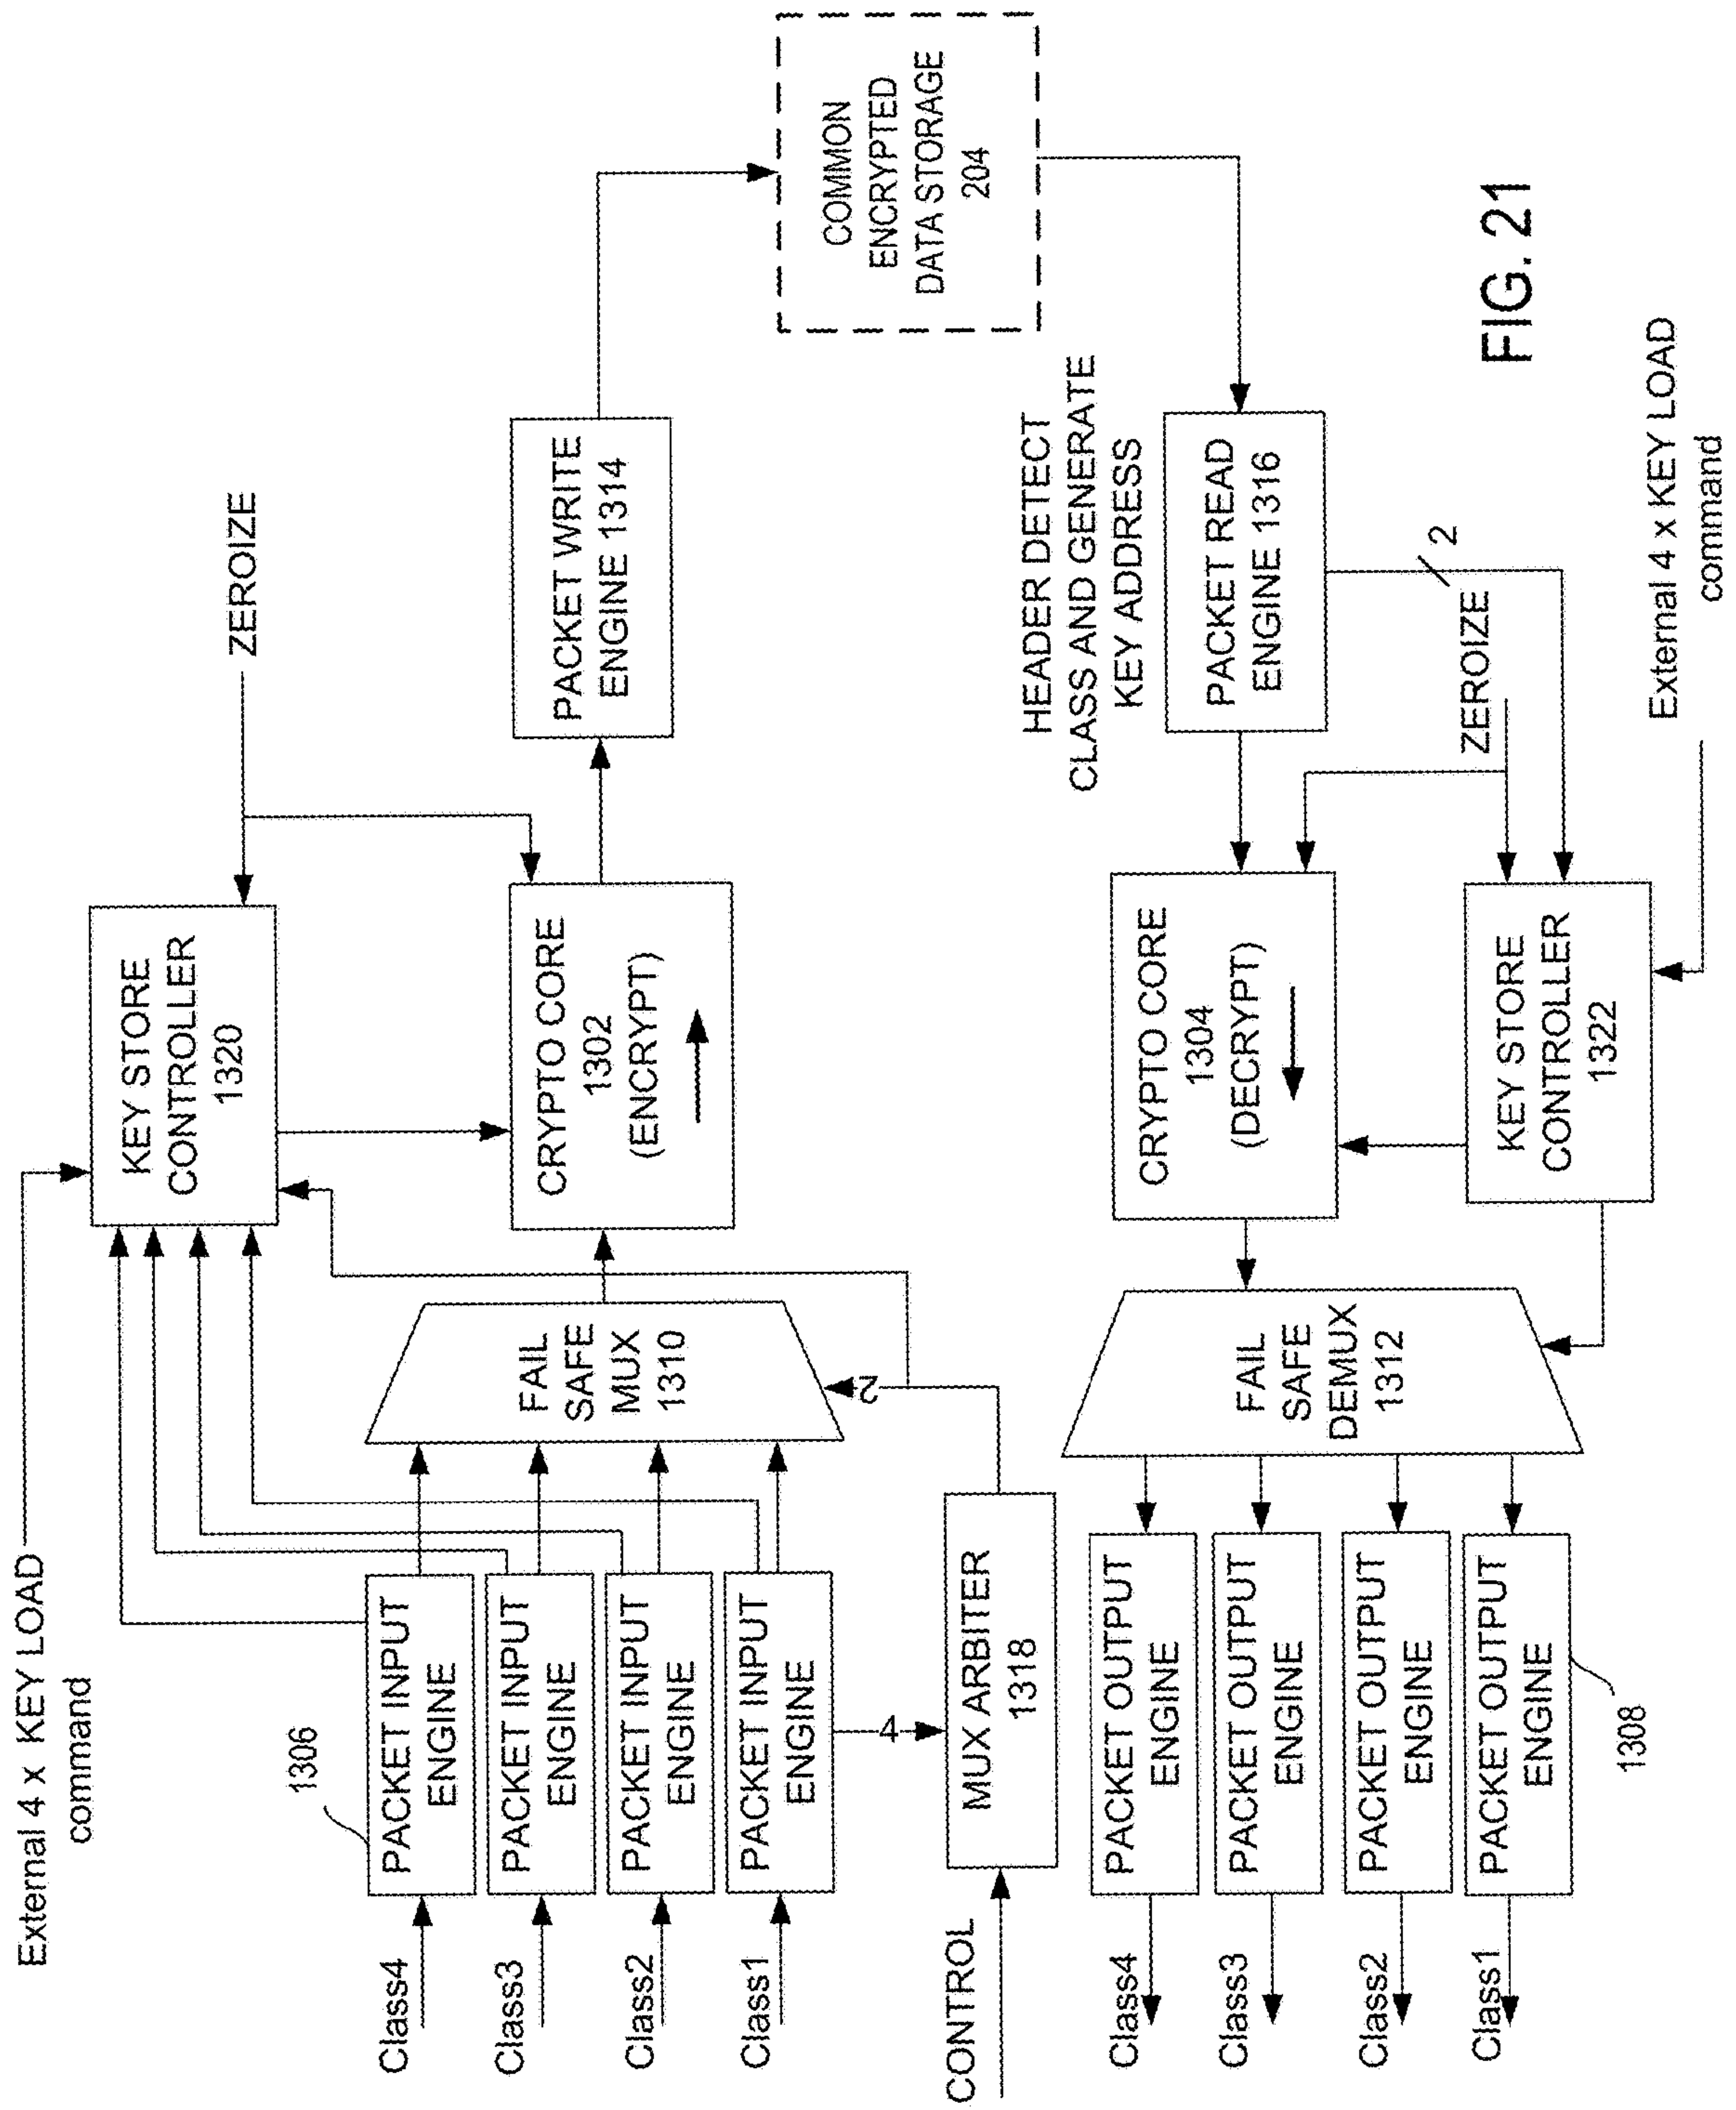 External 4 x KEY LOAD
command
KEY STORE
CONTROLLER
1320
ZEROIZE
1306
Class4
PACKET INPUT
ENGINE
Class3
PACKET INPUT
ENGINE
Class2
PACKET INPUT
ENGINE
Class1
PACKET INPUT
ENGINE
FAIL
SAFE
MUX
1310
CRYPTO CORE
1302
(ENCRYPT)
PACKET WRITE
ENGINE 1314
4
2
CONTROL
MUX ARBITER
1318
COMMON
ENCRYPTED
DATA STORAGE
204
HEADER DETECT
CLASS AND GENERATE
KEY ADDRESS
Class4
PACKET OUTPUT
ENGINE
Class3
PACKET OUTPUT
ENGINE
Class2
PACKET OUTPUT
ENGINE
Class1
PACKET OUTPUT
ENGINE
1308
FAIL
SAFE
DEMUX
1312
CRYPTO CORE
1304
(DECRYPT)
PACKET READ
ENGINE 1316
2
ZEROIZE
KEY STORE
CONTROLLER
1322
External 4 x KEY LOAD
command
FIG. 21